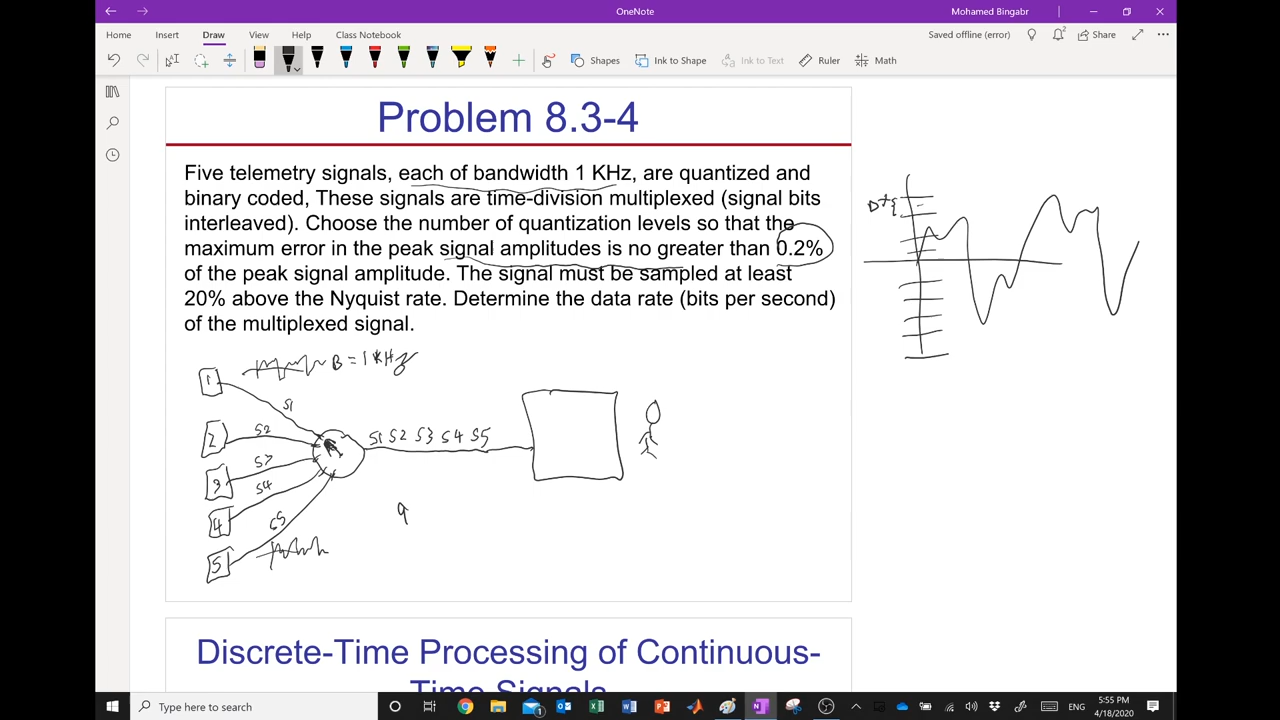 OneNote
Mohamed Bingabr
Home Insert Draw View Help Class Notebook
Saved offline (error) Share
Shapes Ink to Shape Ink to Text Ruler Math
Problem 8.3-4
Five telemetry signals, each of bandwidth 1 KHz, are quantized and
binary coded, These signals are time-division multiplexed (signal bits
interleaved). Choose the number of quantization levels so that the
maximum error in the peak signal amplitudes is no greater than 0.2%
of the peak signal amplitude. The signal must be sampled at least
20% above the Nyquist rate. Determine the data rate (bits per second)
of the multiplexed signal.
B = 1 KHz
1
S1
2
S2
S1 S2 S3 S4 S5
3
S3
4
S4
5
S5
9
Discrete-Time Processing of Continuous-
Time Signals
Type here to search
ENG
5:55 PM
4/18/2020